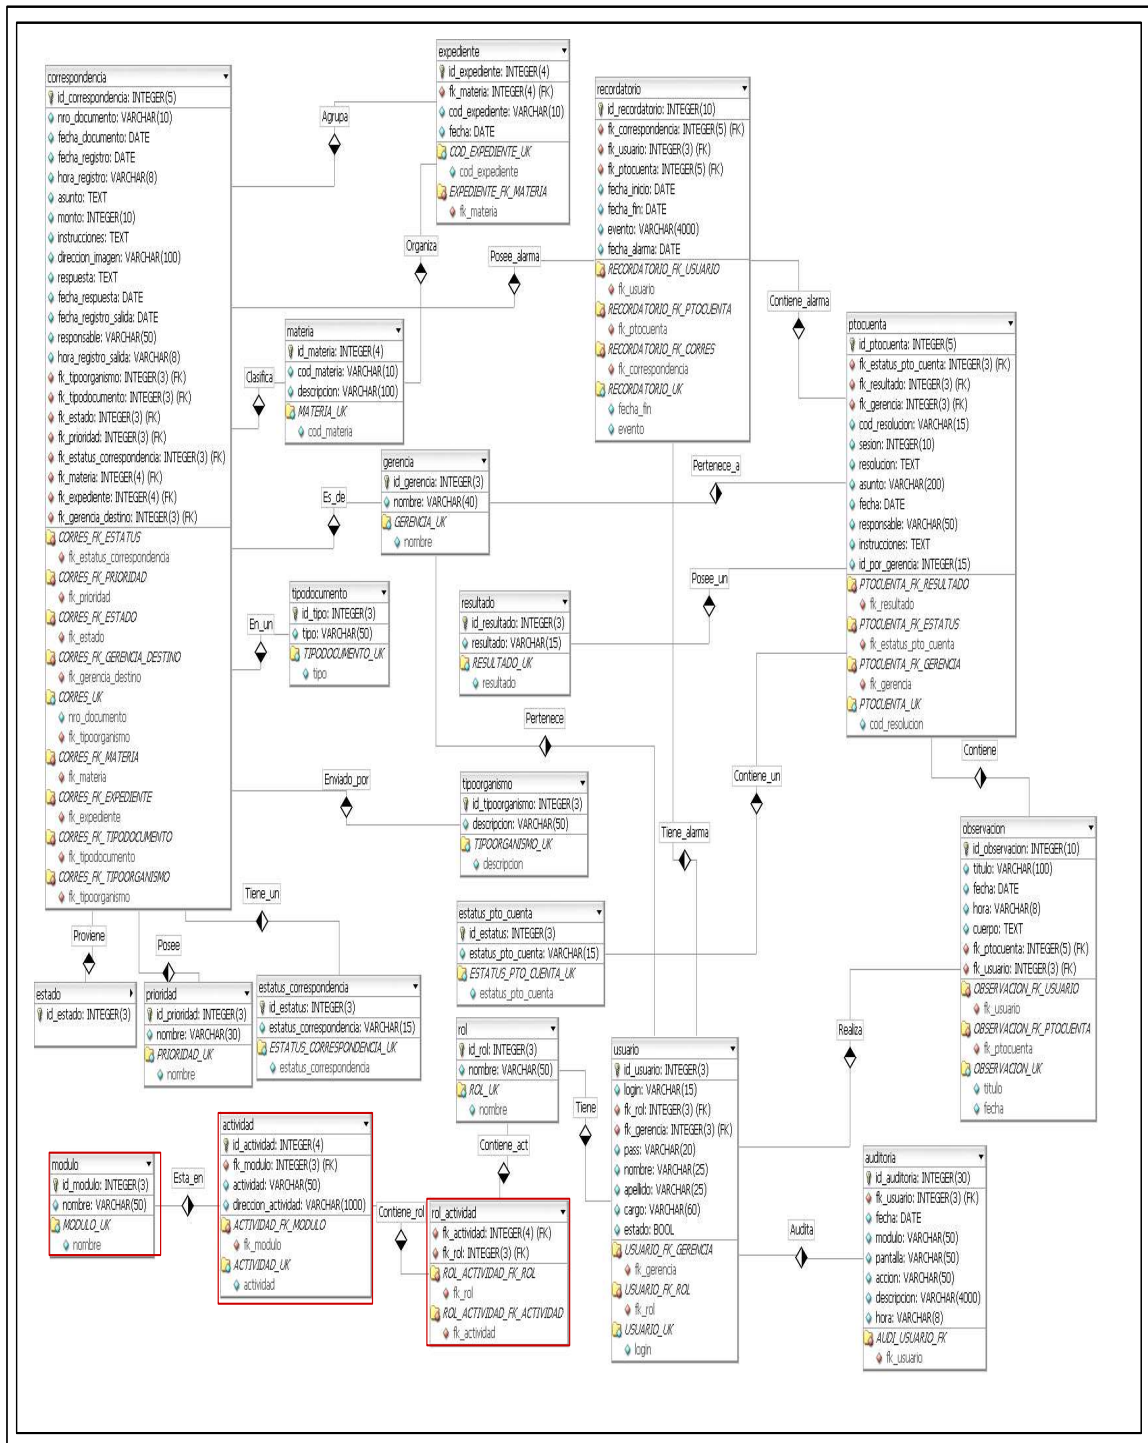 correspondencia
id_correspondencia: INTEGER(5)
nro_documento: VARCHAR(10)
fecha_documento: DATE
fecha_registro: DATE
hora_registro: VARCHAR(8)
asunto: TEXT
monto: INTEGER(10)
instrucciones: TEXT
direccion_imagen: VARCHAR(100)
respuesta: TEXT
fecha_respuesta: DATE
fecha_registro_salida: DATE
responsable: VARCHAR(50)
hora_registro_salida: VARCHAR(8)
fk_tipoorganismo: INTEGER(3) (FK)
fk_tipodocumento: INTEGER(3) (FK)
fk_estado: INTEGER(3) (FK)
fk_prioridad: INTEGER(3) (FK)
fk_estatus_correspondencia: INTEGER(3) (FK)
fk_materia: INTEGER(4) (FK)
fk_expediente: INTEGER(4) (FK)
fk_gerencia_destino: INTEGER(3) (FK)
CORRES_FK_ESTATUS
fk_estatus_correspondencia
CORRES_FK_PRIORIDAD
fk_prioridad
CORRES_FK_ESTADO
fk_estado
CORRES_FK_GERENCIA_DESTINO
fk_gerencia_destino
CORRES_UK
nro_documento
fk_tipoorganismo
CORRES_FK_MATERIA
fk_materia
CORRES_FK_EXPEDIENTE
fk_expediente
CORRES_FK_TIPODOCUMENTO
fk_tipodocumento
CORRES_FK_TIPOORGANISMO
fk_tipoorganismo
Agrupa
expediente
id_expediente: INTEGER(4)
fk_materia: INTEGER(4) (FK)
cod_expediente: VARCHAR(10)
fecha: DATE
COD_EXPEDIENTE_UK
cod_expediente
EXPEDIENTE_FK_MATERIA
fk_materia
Organiza
Posee_alarma
recordatorio
id_recordatorio: INTEGER(10)
fk_correspondencia: INTEGER(5) (FK)
fk_usuario: INTEGER(3) (FK)
fk_ptocuenta: INTEGER(5) (FK)
fecha_inicio: DATE
fecha_fin: DATE
evento: VARCHAR(4000)
fecha_alarma: DATE
RECORDATORIO_FK_USUARIO
fk_usuario
RECORDATORIO_FK_PTOCUENTA
fk_ptocuenta
RECORDATORIO_FK_CORRES
fk_correspondencia
RECORDATORIO_UK
fecha_fin
evento
Contiene_alarma
ptocuenta
id_ptocuenta: INTEGER(5)
fk_estatus_pto_cuenta: INTEGER(3) (FK)
fk_resultado: INTEGER(3) (FK)
fk_gerencia: INTEGER(3) (FK)
cod_resolucion: VARCHAR(15)
sesion: INTEGER(10)
resolucion: TEXT
asunto: VARCHAR(200)
fecha: DATE
responsable: VARCHAR(50)
instrucciones: TEXT
id_por_gerencia: INTEGER(15)
PTOCUENTA_FK_RESULTADO
fk_resultado
PTOCUENTA_FK_ESTATUS
fk_estatus_pto_cuenta
PTOCUENTA_FK_GERENCIA
fk_gerencia
PTOCUENTA_UK
cod_resolucion
Clasifica
materia
id_materia: INTEGER(4)
cod_materia: VARCHAR(10)
descripcion: VARCHAR(100)
MATERIA_UK
cod_materia
Es_de
gerencia
id_gerencia: INTEGER(3)
nombre: VARCHAR(40)
GERENCIA_UK
nombre
Pertenece_a
En_un
tipodocumento
id_tipo: INTEGER(3)
tipo: VARCHAR(50)
TIPODOCUMENTO_UK
tipo
resultado
id_resultado: INTEGER(3)
resultado: VARCHAR(15)
RESULTADO_UK
resultado
Posee_un
Pertenece
Enviado_por
tipoorganismo
id_tipoorganismo: INTEGER(3)
descripcion: VARCHAR(50)
TIPOORGANISMO_UK
descripcion
Tiene_alarma
Contiene_un
Contiene
observacion
id_observacion: INTEGER(10)
titulo: VARCHAR(100)
fecha: DATE
hora: VARCHAR(8)
cuerpo: TEXT
fk_ptocuenta: INTEGER(5) (FK)
fk_usuario: INTEGER(3) (FK)
OBSERVACION_FK_USUARIO
fk_usuario
OBSERVACION_FK_PTOCUENTA
fk_ptocuenta
OBSERVACION_UK
titulo
fecha
Proviene
Posee
Tiene_un
estado
id_estado: INTEGER(3)
prioridad
id_prioridad: INTEGER(3)
nombre: VARCHAR(30)
PRIORIDAD_UK
nombre
estatus_correspondencia
id_estatus: INTEGER(3)
estatus_correspondencia: VARCHAR(15)
ESTATUS_CORRESPONDENCIA_UK
estatus_correspondencia
estatus_pto_cuenta
id_estatus: INTEGER(3)
estatus_pto_cuenta: VARCHAR(15)
ESTATUS_PTO_CUENTA_UK
estatus_pto_cuenta
rol
id_rol: INTEGER(3)
nombre: VARCHAR(50)
ROL_UK
nombre
Tiene
Contiene_act
usuario
id_usuario: INTEGER(3)
login: VARCHAR(15)
fk_rol: INTEGER(3) (FK)
fk_gerencia: INTEGER(3) (FK)
pass: VARCHAR(20)
nombre: VARCHAR(25)
apellido: VARCHAR(25)
cargo: VARCHAR(60)
estado: BOOL
USUARIO_FK_GERENCIA
fk_gerencia
USUARIO_FK_ROL
fk_rol
USUARIO_UK
login
Realiza
Audita
auditoria
id_auditoria: INTEGER(30)
fk_usuario: INTEGER(3) (FK)
fecha: DATE
modulo: VARCHAR(50)
pantalla: VARCHAR(50)
accion: VARCHAR(50)
descripcion: VARCHAR(4000)
hora: VARCHAR(8)
AUDI_USUARIO_FK
fk_usuario
modulo
id_modulo: INTEGER(3)
nombre: VARCHAR(50)
MODULO_UK
nombre
Esta_en
actividad
id_actividad: INTEGER(4)
fk_modulo: INTEGER(3) (FK)
actividad: VARCHAR(50)
direccion_actividad: VARCHAR(1000)
ACTIVIDAD_FK_MODULO
fk_modulo
ACTIVIDAD_UK
actividad
Contiene_rol
rol_actividad
fk_actividad: INTEGER(4) (FK)
fk_rol: INTEGER(3) (FK)
ROL_ACTIVIDAD_FK_ROL
fk_rol
ROL_ACTIVIDAD_FK_ACTIVIDAD
fk_actividad